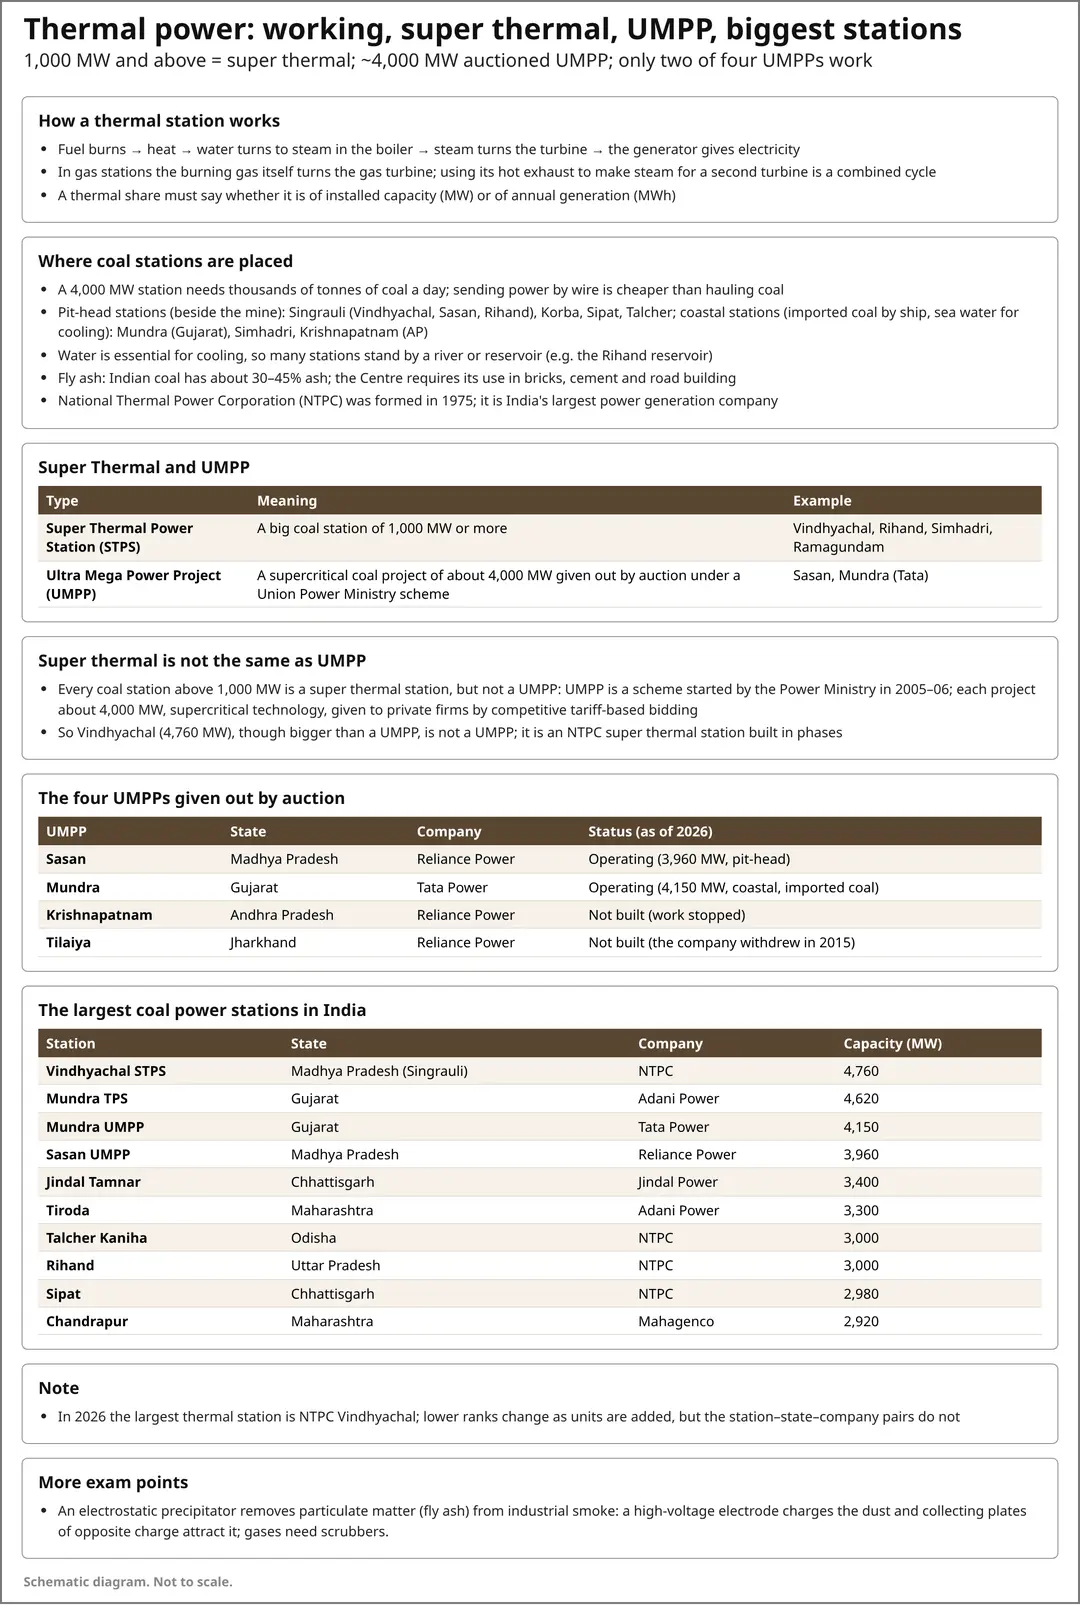 Thermal power: working, super thermal, UMPP, biggest stations
1,000 MW and above = super thermal; ~4,000 MW auctioned UMPP; only two of four UMPPs work
How a thermal station works
• Fuel burns → heat → water turns to steam in the boiler → steam turns the turbine → the generator gives electricity
• In gas stations the burning gas itself turns the gas turbine; using its hot exhaust to make steam for a second turbine is a combined cycle
• A thermal share must say whether it is of installed capacity (MW) or of annual generation (MWh)
Where coal stations are placed
• A 4,000 MW station needs thousands of tonnes of coal a day; sending power by wire is cheaper than hauling coal
• Pit-head stations (beside the mine): Singrauli (Vindhyachal, Sasan, Rihand), Korba, Sipat, Talcher; coastal stations (imported coal by ship, sea water for
cooling): Mundra (Gujarat), Simhadri, Krishnapatnam (AP)
• Water is essential for cooling, so many stations stand by a river or reservoir (e.g. the Rihand reservoir)
• Fly ash: Indian coal has about 30–45% ash; the Centre requires its use in bricks, cement and road building
• National Thermal Power Corporation (NTPC) was formed in 1975; it is India's largest power generation company
Super Thermal and UMPP
Type Meaning Example
Super Thermal Power A big coal station of 1,000 MW or more Vindhyachal, Rihand, Simhadri,
Station (STPS) Ramagundam
Ultra Mega Power Project A supercritical coal project of about 4,000 MW given out by auction under a Sasan, Mundra (Tata)
(UMPP) Union Power Ministry scheme
Super thermal is not the same as UMPP
• Every coal station above 1,000 MW is a super thermal station, but not a UMPP: UMPP is a scheme started by the Power Ministry in 2005–06; each project
about 4,000 MW, supercritical technology, given to private firms by competitive tariff-based bidding
• So Vindhyachal (4,760 MW), though bigger than a UMPP, is not a UMPP; it is an NTPC super thermal station built in phases
The four UMPPs given out by auction
UMPP State Company Status (as of 2026)
Sasan Madhya Pradesh Reliance Power Operating (3,960 MW, pit-head)
Mundra Gujarat Tata Power Operating (4,150 MW, coastal, imported coal)
Krishnapatnam Andhra Pradesh Reliance Power Not built (work stopped)
Tilaiya Jharkhand Reliance Power Not built (the company withdrew in 2015)
The largest coal power stations in India
Station State Company Capacity (MW)
Vindhyachal STPS Madhya Pradesh (Singrauli) NTPC 4,760
Mundra TPS Gujarat Adani Power 4,620
Mundra UMPP Gujarat Tata Power 4,150
Sasan UMPP Madhya Pradesh Reliance Power 3,960
Jindal Tamnar Chhattisgarh Jindal Power 3,400
Tiroda Maharashtra Adani Power 3,300
Talcher Kaniha Odisha NTPC 3,000
Rihand Uttar Pradesh NTPC 3,000
Sipat Chhattisgarh NTPC 2,980
Chandrapur Maharashtra Mahagenco 2,920
Note
• In 2026 the largest thermal station is NTPC Vindhyachal; lower ranks change as units are added, but the station–state–company pairs do not
More exam points
• An electrostatic precipitator removes particulate matter (fly ash) from industrial smoke: a high-voltage electrode charges the dust and collecting plates
of opposite charge attract it; gases need scrubbers.
Schematic diagram. Not to scale.